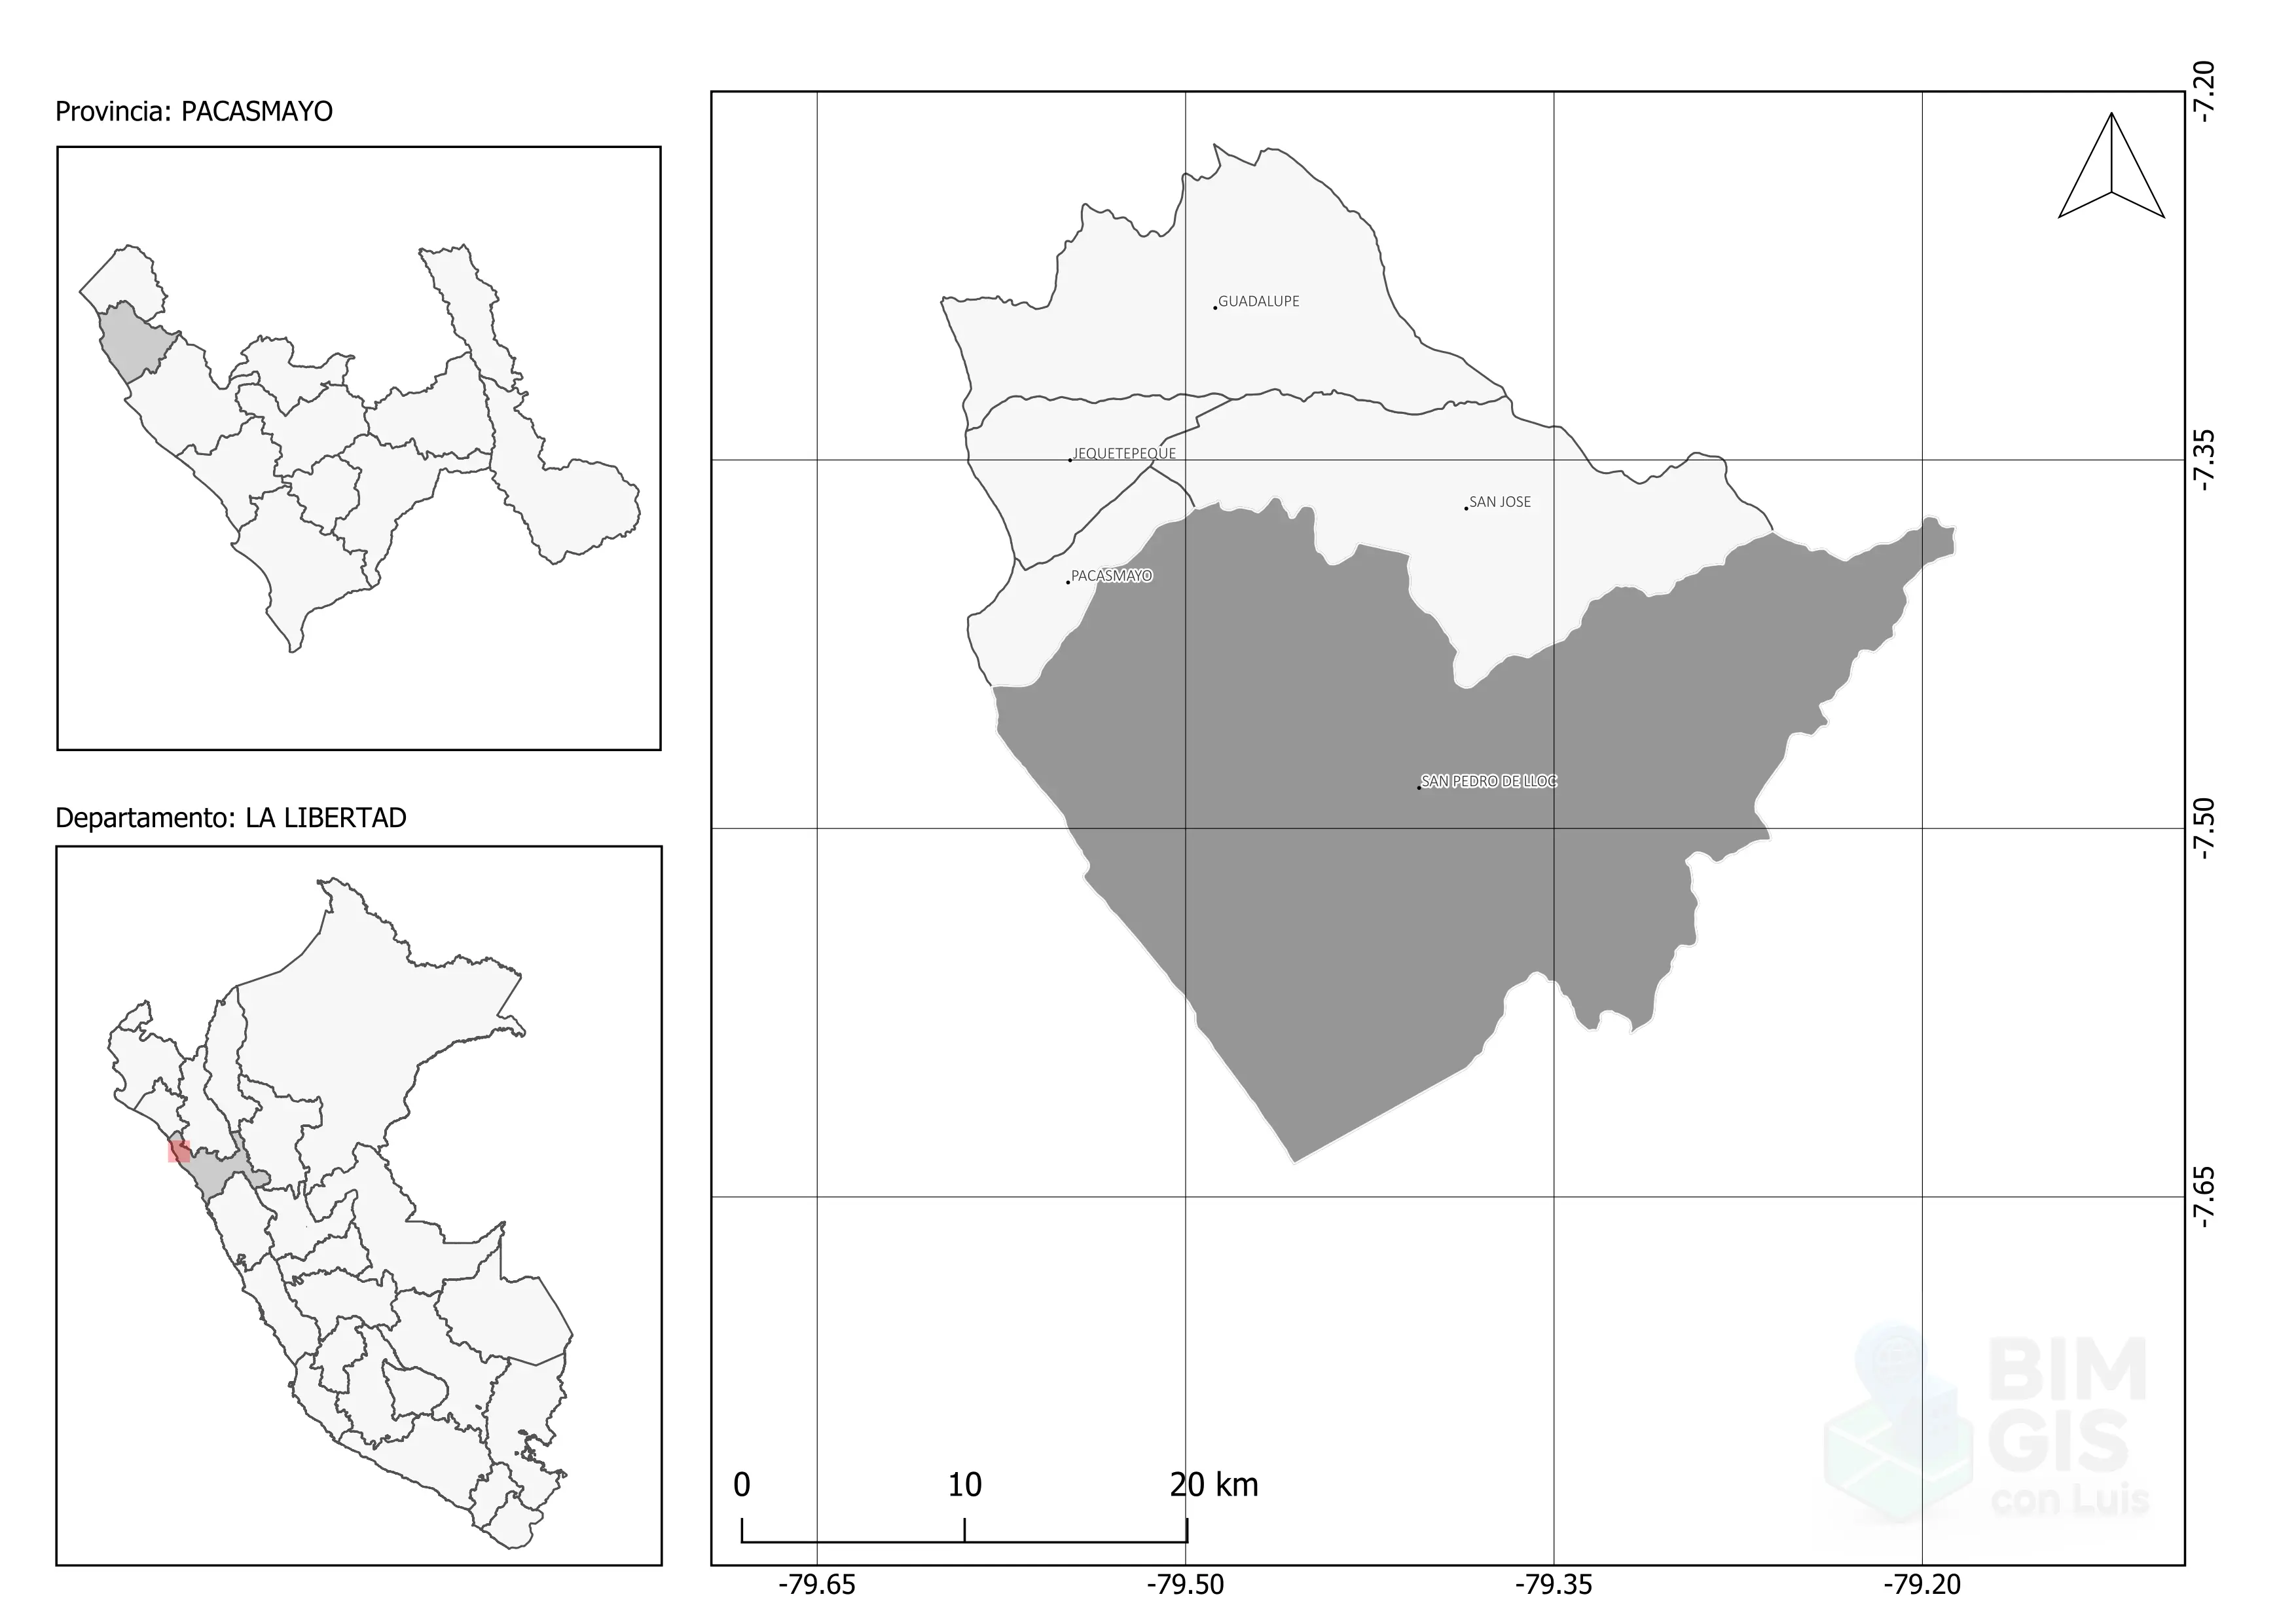 Provincia: PACASMAYO
Departamento: LA LIBERTAD
GUADALUPE
JEQUETEPEQUE
SAN JOSE
PACASMAYO
SAN PEDRO DE LLOC
-7.20
-7.35
-7.50
-7.65
0 10 20 km
-79.65 -79.50 -79.35 -79.20
BIM
GIS
con Luis